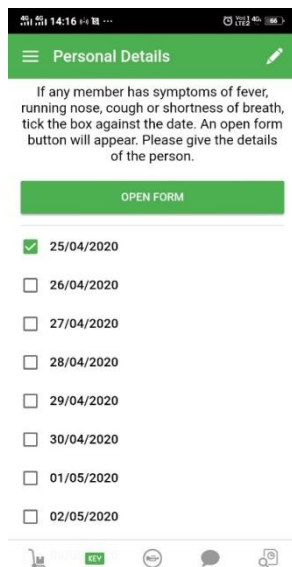 14:16
66
Personal Details
If any member has symptoms of fever,
running nose, cough or shortness of breath,
tick the box against the date. An open form
button will appear. Please give the details
of the person.
OPEN FORM
25/04/2020
26/04/2020
27/04/2020
28/04/2020
29/04/2020
30/04/2020
01/05/2020
02/05/2020
KEY